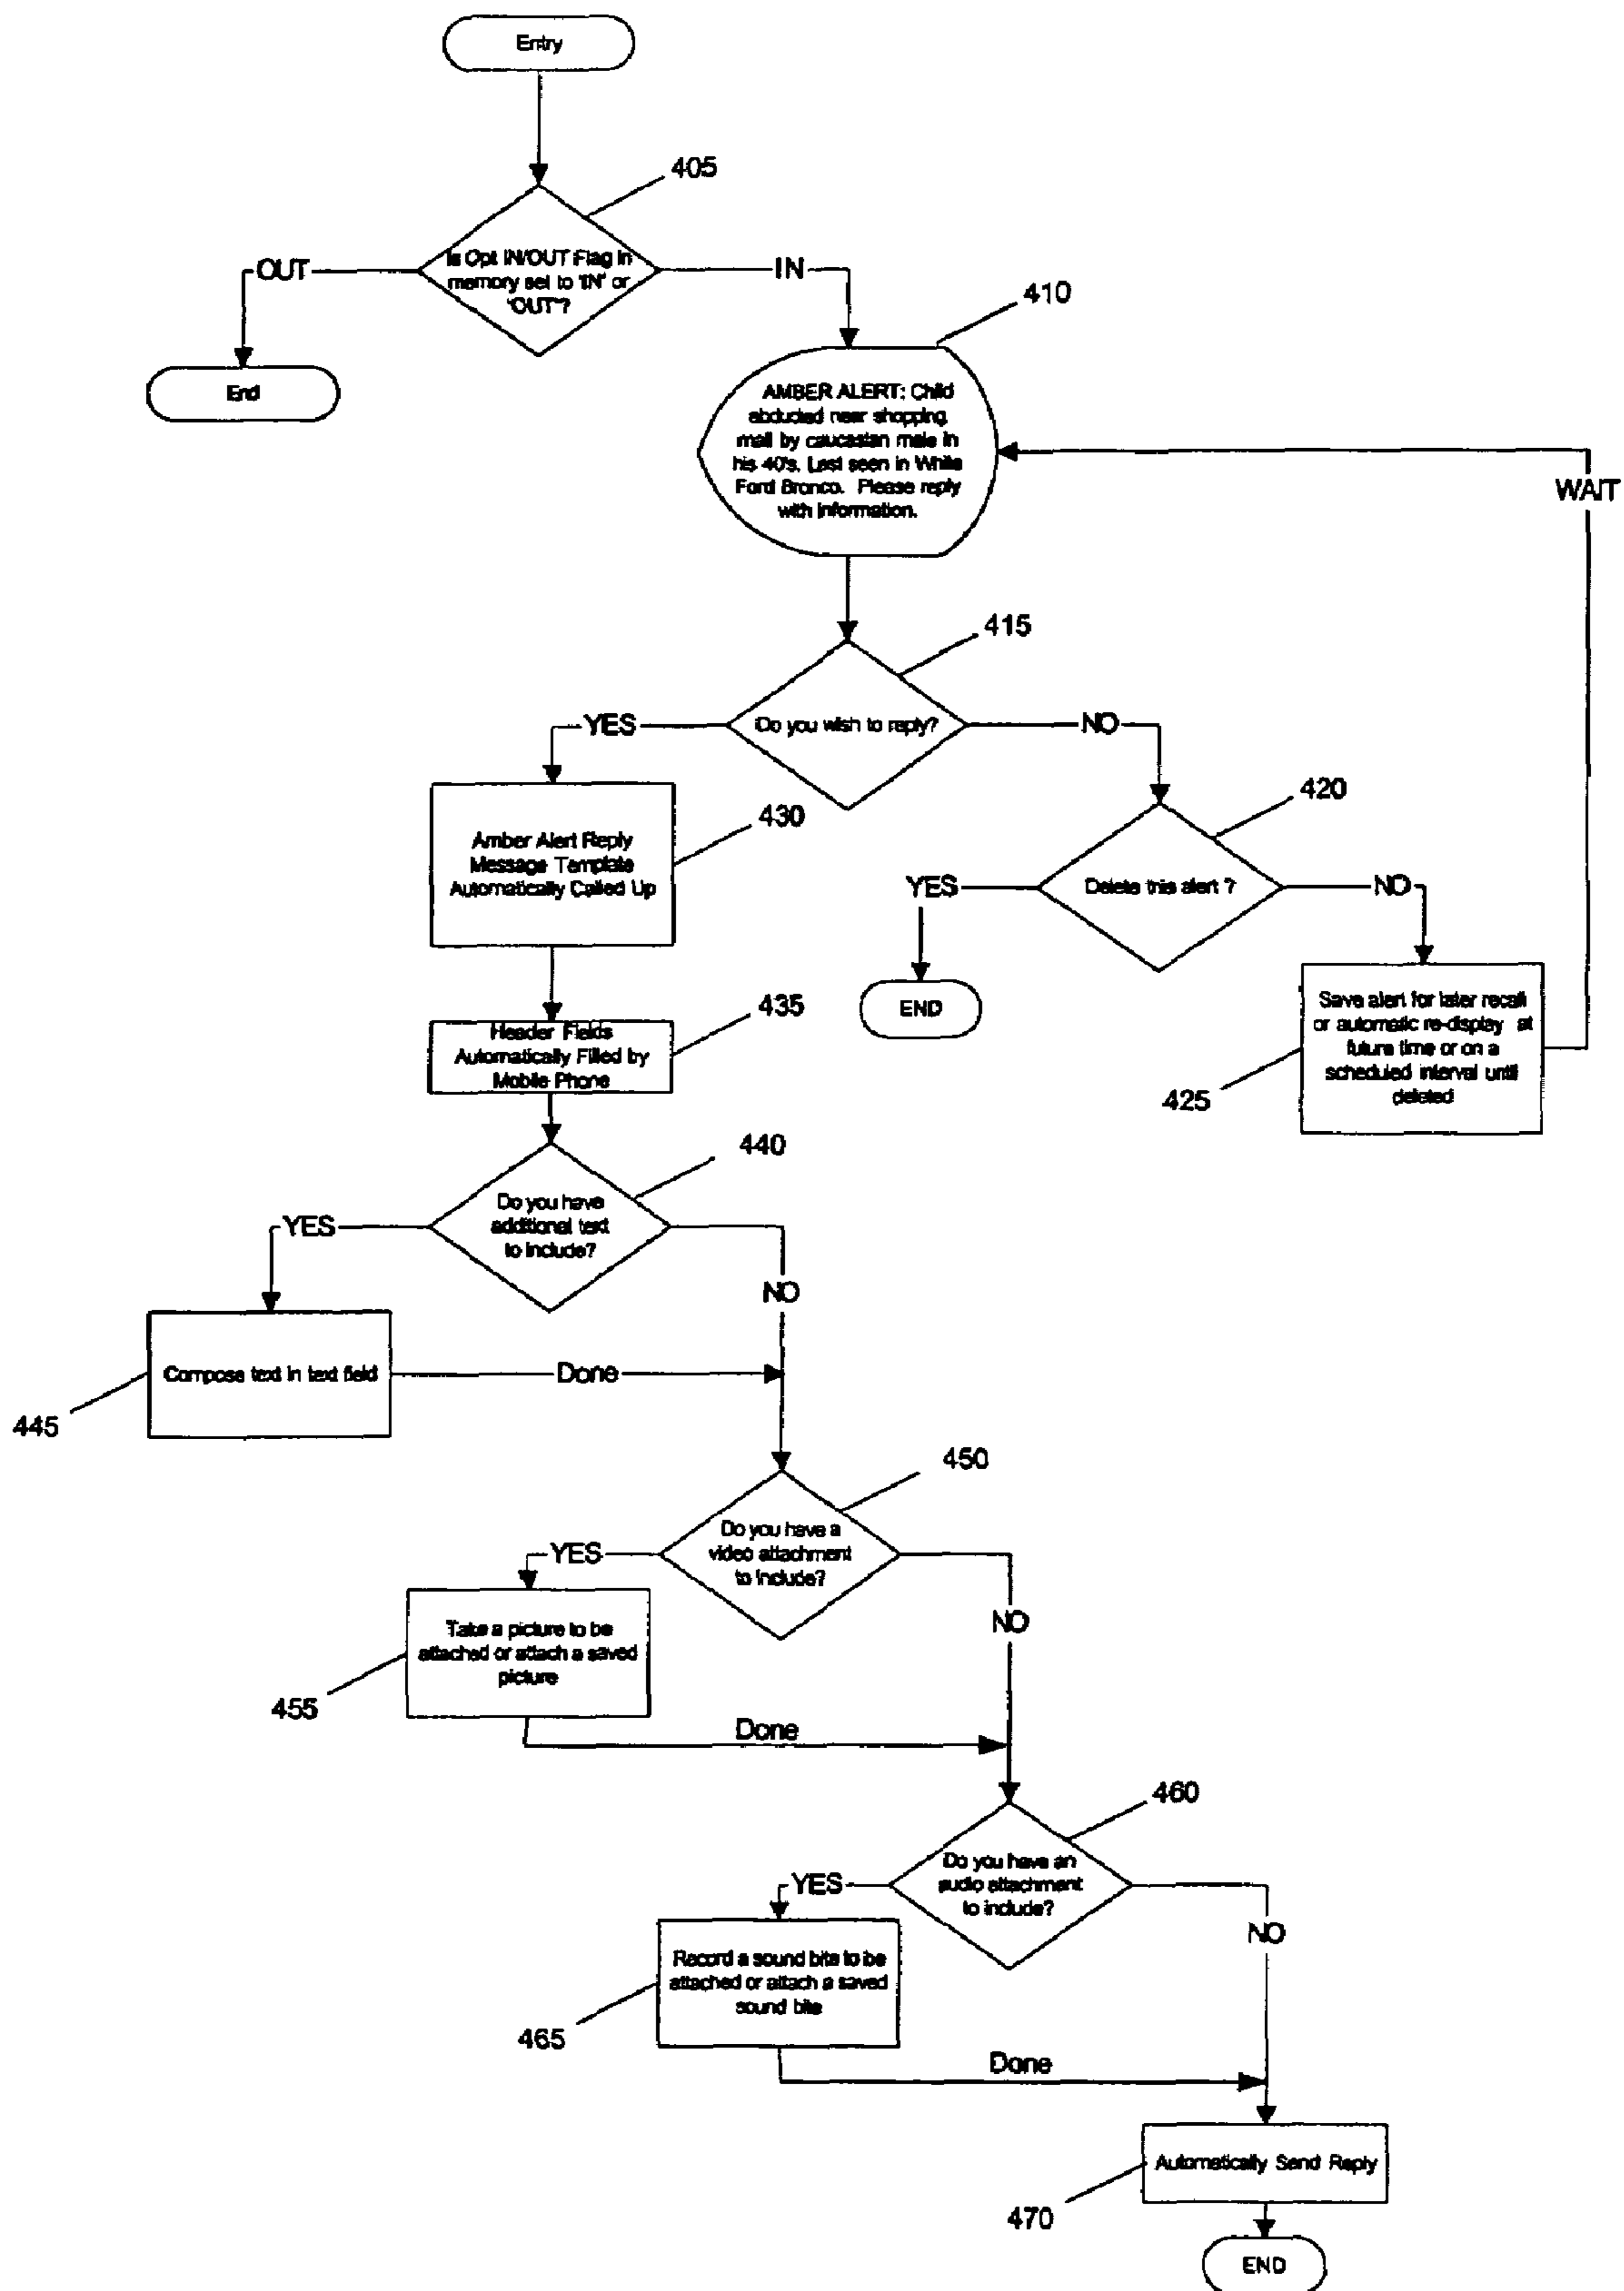 Entry
405
Is Opt IN/OUT Flag in
memory set to 'IN' or
'OUT'?
OUT
IN
End
410
AMBER ALERT: Child
abducted near shopping
mall by caucasian male in
his 40's. Last seen in White
Ford Bronco. Please reply
with information.
WAIT
415
Do you wish to reply?
YES
NO
430
Amber Alert Reply
Message Template
Automatically Called Up
420
Delete this alert ?
YES
NO
END
425
Save alert for later recall
or automatic re-display at
future time or on a
scheduled interval until
deleted
435
Header Fields
Automatically Filled by
Mobile Phone
440
Do you have
additional text
to include?
YES
NO
445
Compose text in text field
Done
450
Do you have a
video attachment
to include?
YES
NO
455
Take a picture to be
attached or attach a saved
picture
Done
460
Do you have an
audio attachment
to include?
YES
NO
465
Record a sound bite to be
attached or attach a saved
sound bite
Done
470
Automatically Send Reply
END